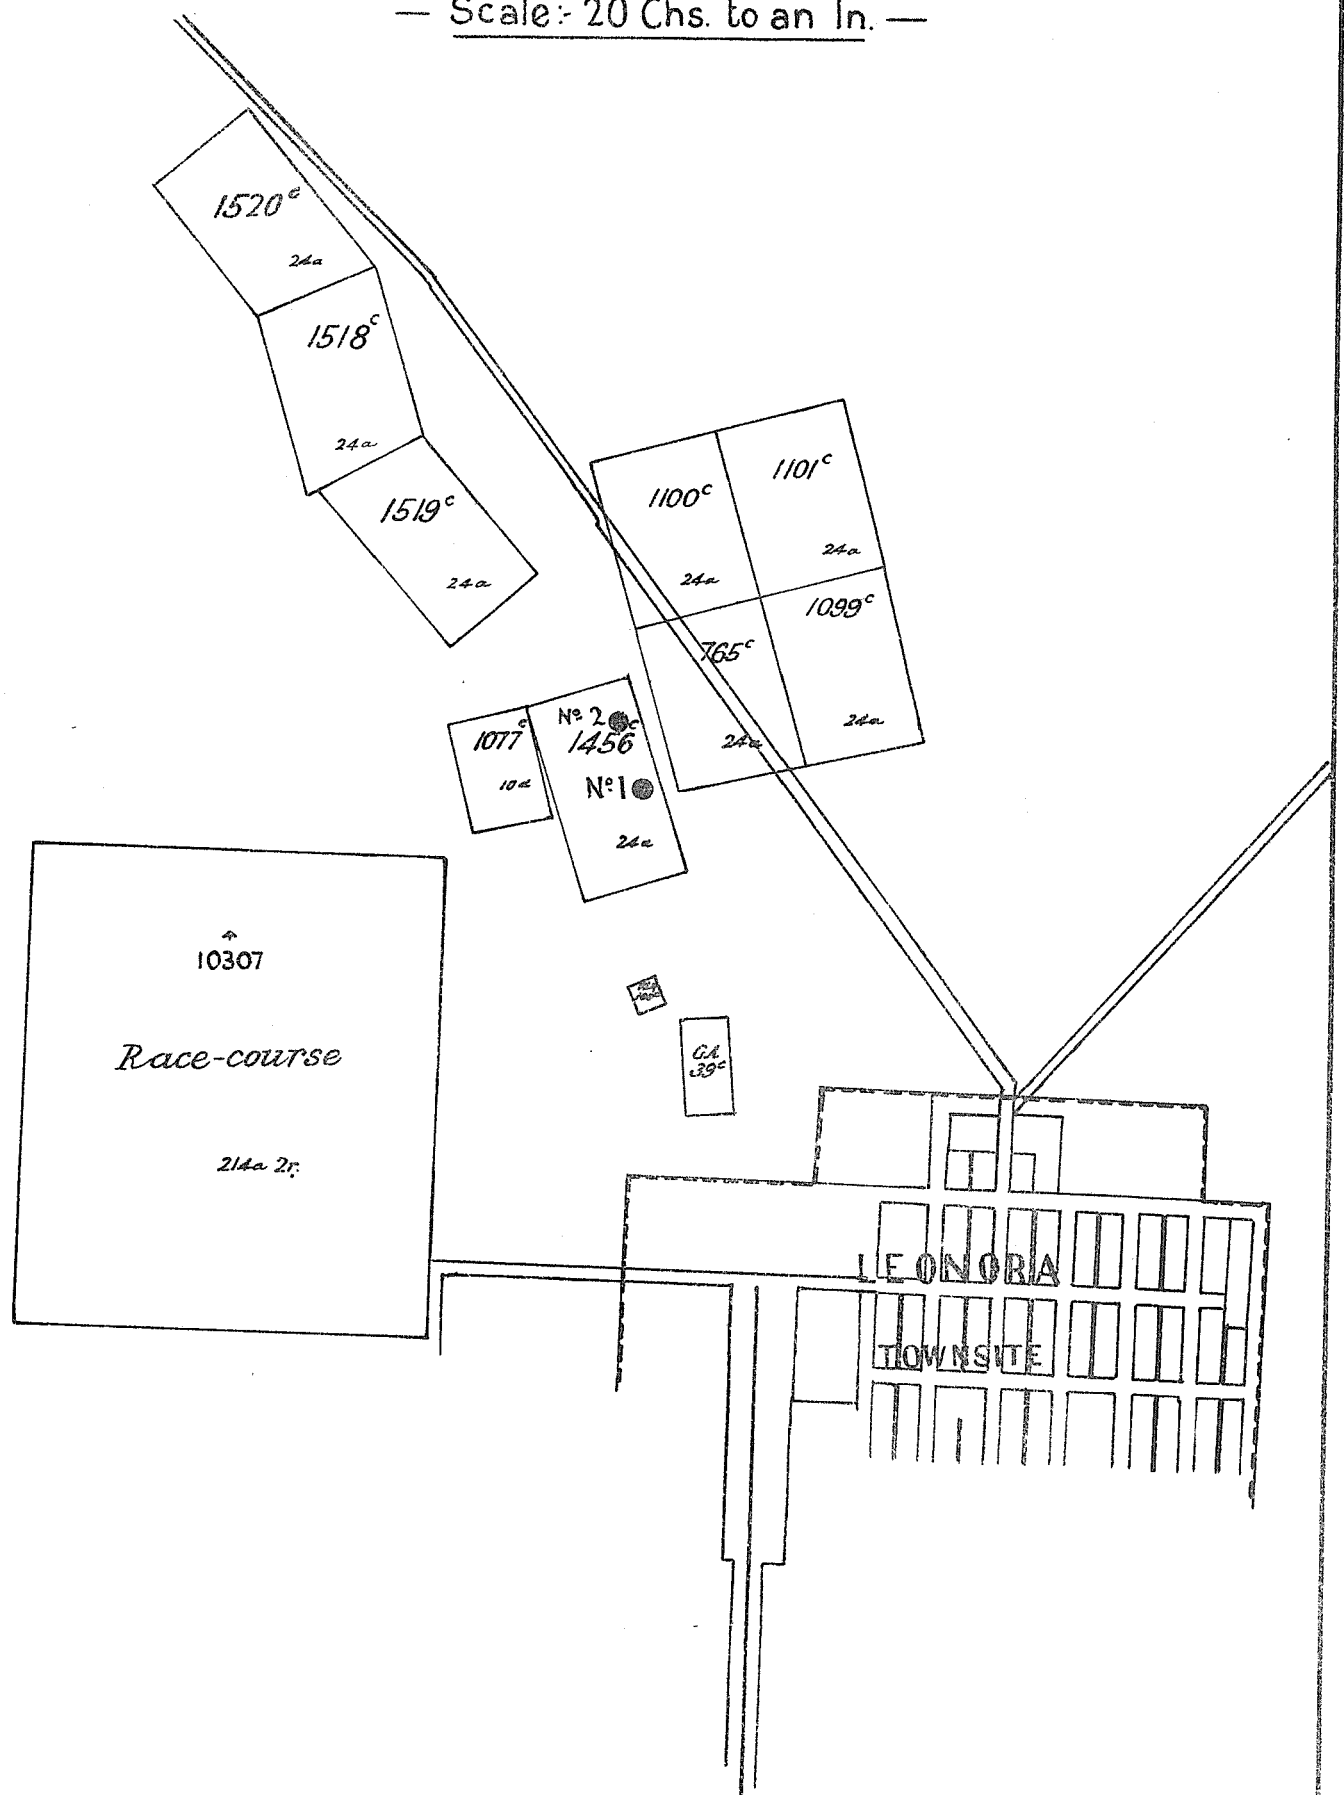 — Scale:- 20 Chs. to an In. —
1520c
24a
1518c
24a
1519c
24a
1100c
24a
1101c
24a
1099c
24a
765c
24a
1077c
10a
No 2
1456c
No 1
24a
10307
Race-course
214a 2r.
GA
39c
LEONORA
TOWNSITE